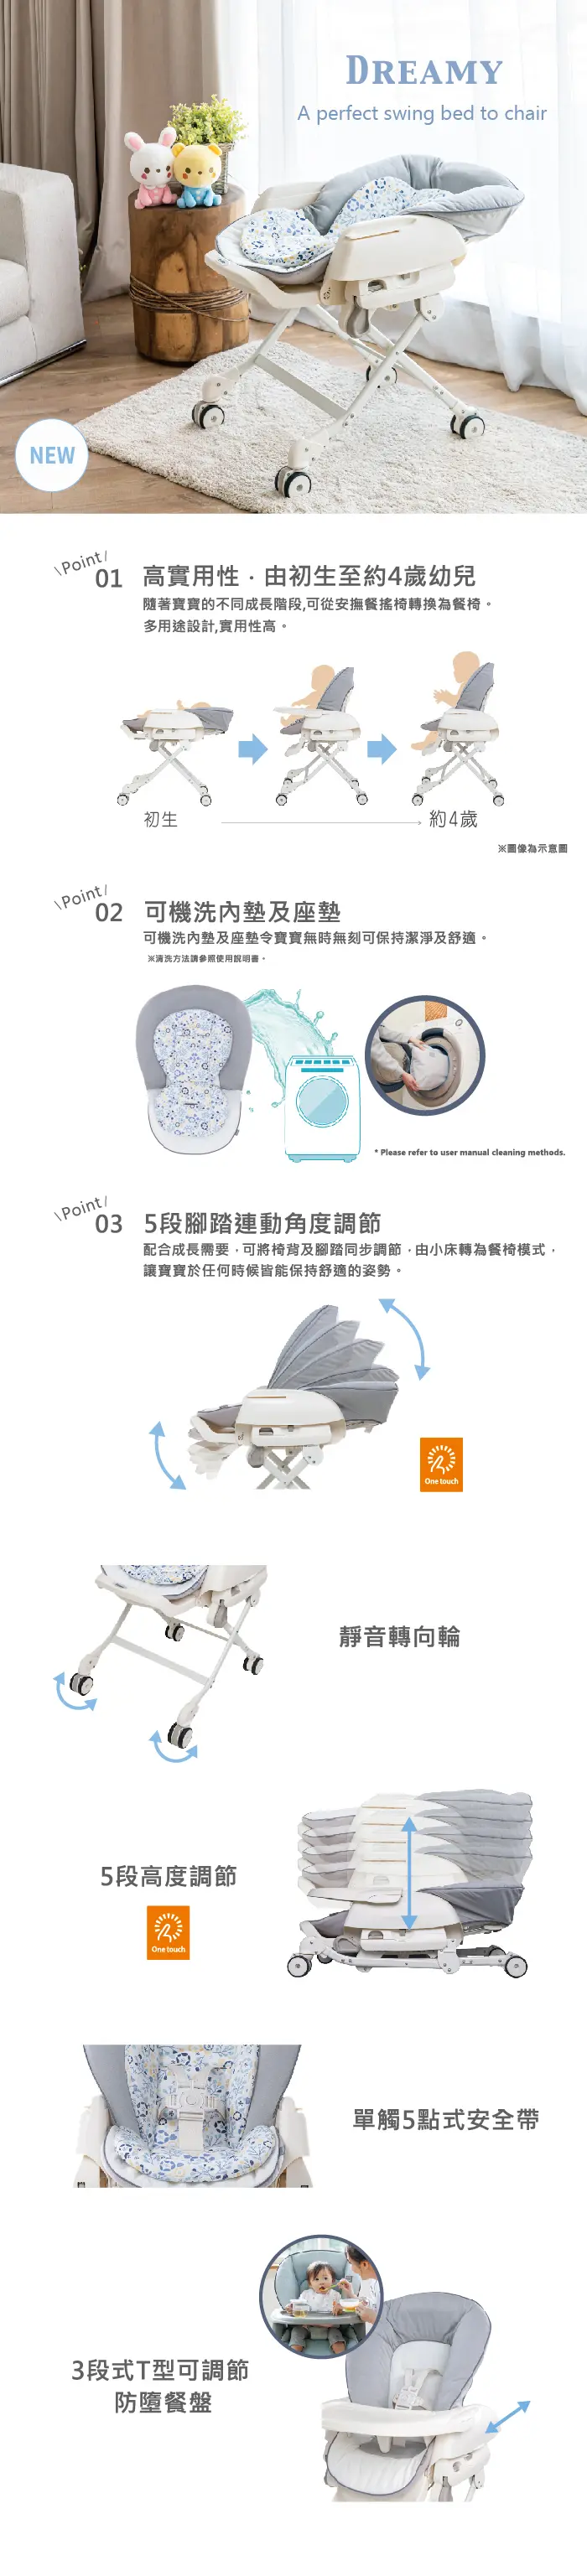 DREAMY
A perfect swing bed to chair
NEW
\Point/
01 高實用性．由初生至約4歲幼兒
隨著寶寶的不同成長階段,可從安撫餐搖椅轉換為餐椅。
多用途設計,實用性高。
初生
約4歲
※圖像為示意圖
\Point/
02 可機洗內墊及座墊
可機洗內墊及座墊令寶寶無時無刻可保持潔淨及舒適。
※清洗方法請參照使用說明書。
* Please refer to user manual cleaning methods.
\Point/
03 5段腳踏連動角度調節
配合成長需要，可將椅背及腳踏同步調節，由小床轉為餐椅模式，
讓寶寶於任何時候皆能保持舒適的姿勢。
One touch
靜音轉向輪
5段高度調節
One touch
單觸5點式安全帶
3段式T型可調節
防墮餐盤